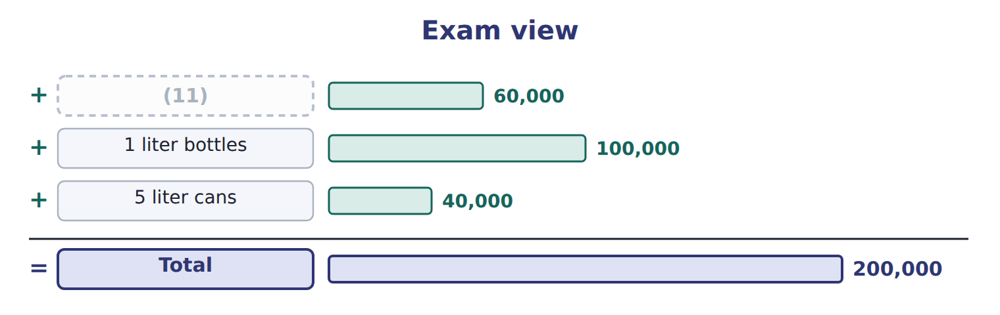 Exam view
+ (11) 60,000
+ 1 liter bottles 100,000
+ 5 liter cans 40,000
= Total 200,000